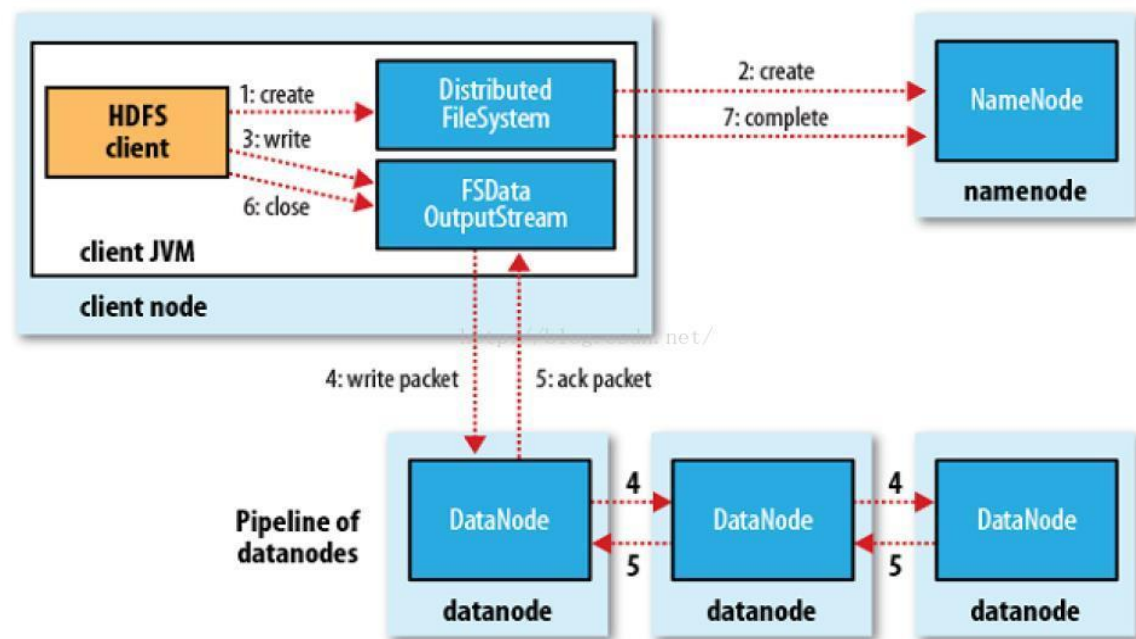 1: create
Distributed
FileSystem
2: create
NameNode
HDFS
client
7: complete
3: write
namenode
FSData
OutputStream
6: close
client JVM
client node
4: write packet
5: ack packet
4
4
Pipeline of
datanodes
DataNode
DataNode
DataNode
5
5
datanode
datanode
datanode